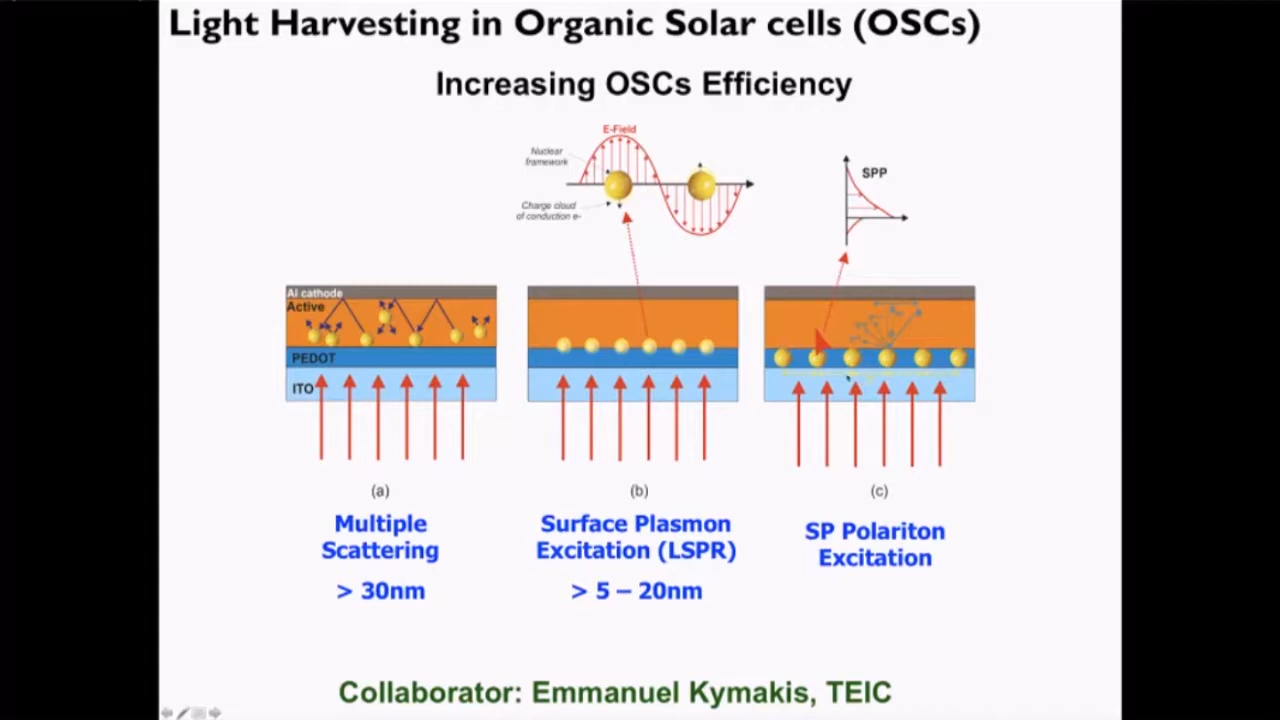 Light Harvesting in Organic Solar cells (OSCs)
Increasing OSCs Efficiency
E-Field
Nuclear
framework
Charge cloud
of conduction e-
SPP
Al cathode
Active
PEDOT
ITO
(a)
(b)
(c)
Multiple
Scattering
> 30nm
Surface Plasmon
Excitation (LSPR)
> 5 – 20nm
SP Polariton
Excitation
Collaborator: Emmanuel Kymakis, TEIC